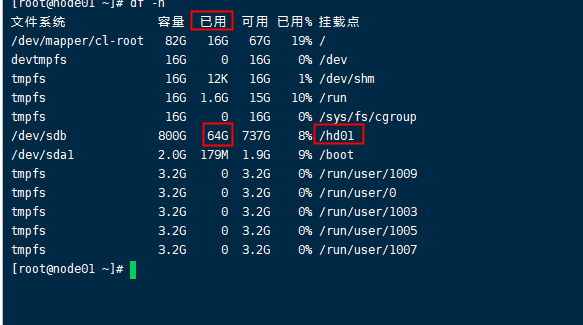 [root@node01 ~]# df -h
文件系统 容量 已用 可用 已用% 挂载点
/dev/mapper/cl-root 82G 16G 67G 19% /
devtmpfs 16G 0 16G 0% /dev
tmpfs 16G 12K 16G 1% /dev/shm
tmpfs 16G 1.6G 15G 10% /run
tmpfs 16G 0 16G 0% /sys/fs/cgroup
/dev/sdb 800G 64G 737G 8% /hd01
/dev/sda1 2.0G 179M 1.9G 9% /boot
tmpfs 3.2G 0 3.2G 0% /run/user/1009
tmpfs 3.2G 0 3.2G 0% /run/user/0
tmpfs 3.2G 0 3.2G 0% /run/user/1003
tmpfs 3.2G 0 3.2G 0% /run/user/1005
tmpfs 3.2G 0 3.2G 0% /run/user/1007
[root@node01 ~]#